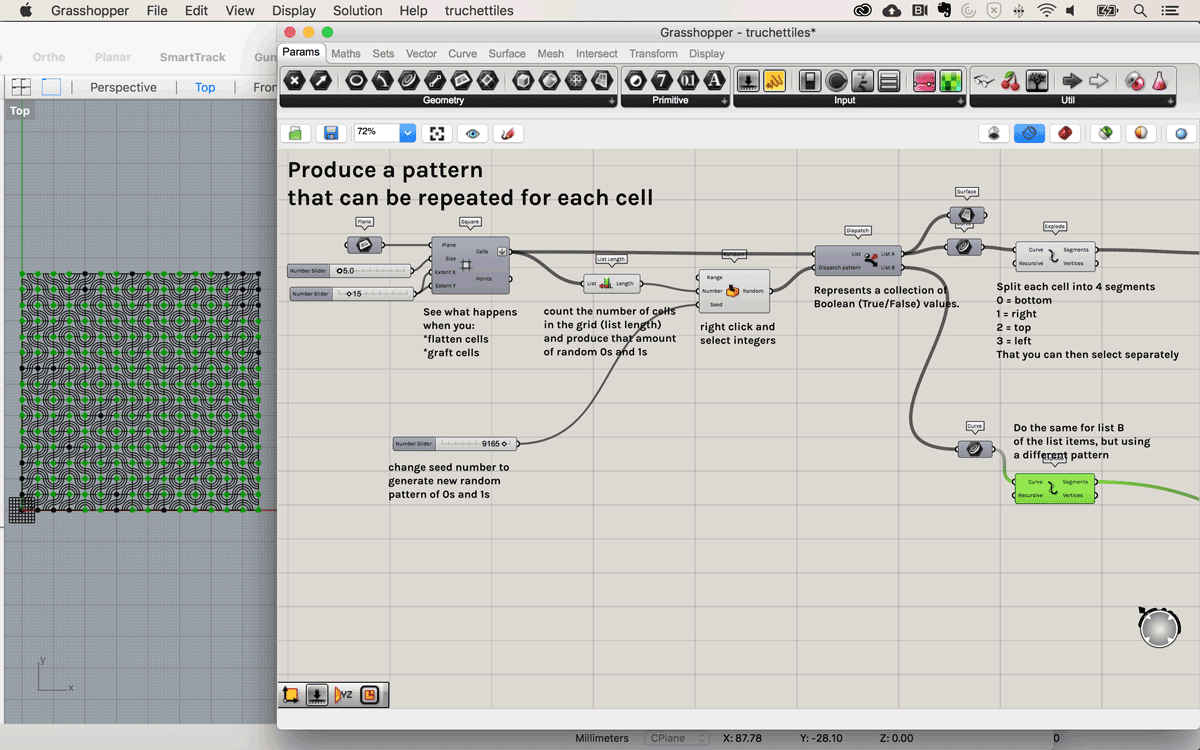 Grasshopper File Edit View Display Solution Help truchettiles
Grasshopper - truchettiles*
Ortho Planar SmartTrack Gum
Perspective Top Fror
Top
Params Maths Sets Vector Curve Surface Mesh Intersect Transform Display
Geometry Primitive Input Util
72%
Produce a pattern
that can be repeated for each cell
Plane
Square
Plane
Size
Extent X
Extent Y
Cells
Points
Number Slider 5.0
Number Slider 15
See what happens
when you:
*flatten cells
*graft cells
List Length
List Length
count the number of cells
in the grid (list length)
and produce that amount
of random 0s and 1s
Random
Range
Number
Seed
Random
right click and
select integers
Number Slider 9165
change seed number to
generate new random
pattern of 0s and 1s
Dispatch
List
Dispatch pattern
List A
List B
Represents a collection of
Boolean (True/False) values.
Surface
Curve
Explode
Curve
Recursive
Segments
Vertices
Split each cell into 4 segments
0 = bottom
1 = right
2 = top
3 = left
That you can then select separately
Curve
Do the same for list B
of the list items, but using
a different pattern
Curve
Recursive
Segments
Vertices
YZ
y
x
Millimeters CPlane X: 87.78 Y: -28.10 Z: 0.00 0